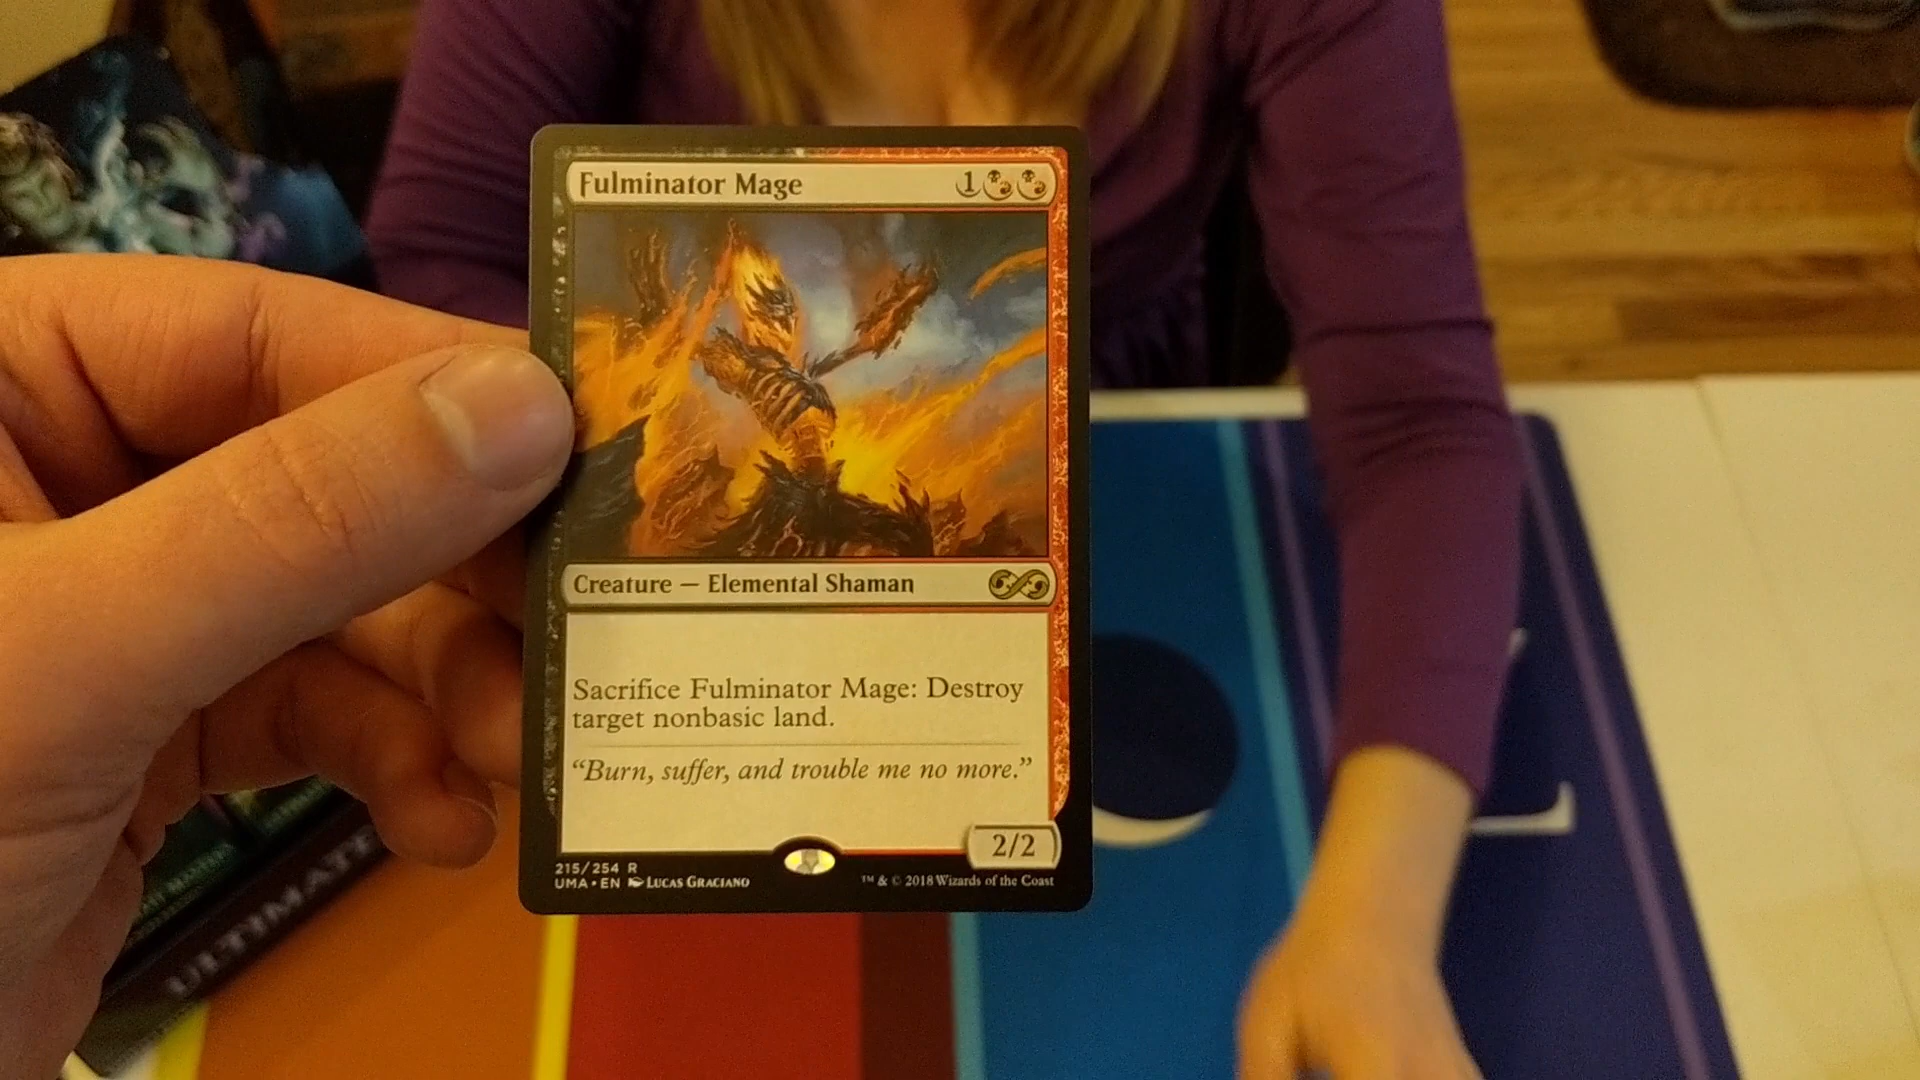 Fulminator Mage 1
Creature — Elemental Shaman
Sacrifice Fulminator Mage: Destroy
target nonbasic land.
“Burn, suffer, and trouble me no more.”
2/2
215/254 R
UMA • EN Lucas Graciano
™ & © 2018 Wizards of the Coast
ULTIMATE